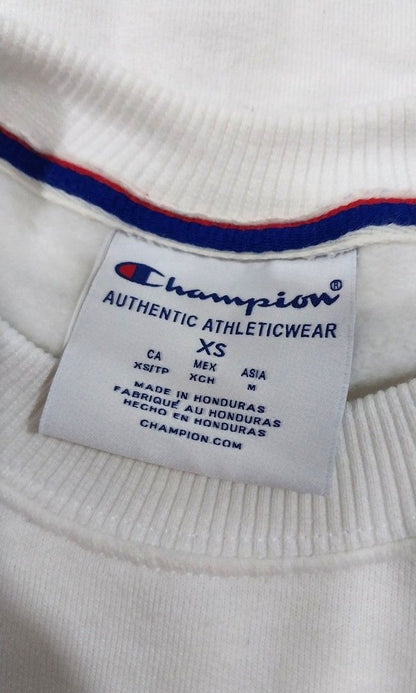 Champion®
AUTHENTIC ATHLETICWEAR
XS
CA MEX ASIA
XS/TP XCH M
MADE IN HONDURAS
FABRIQUÉ AU HONDURAS
HECHO EN HONDURAS
CHAMPION.COM